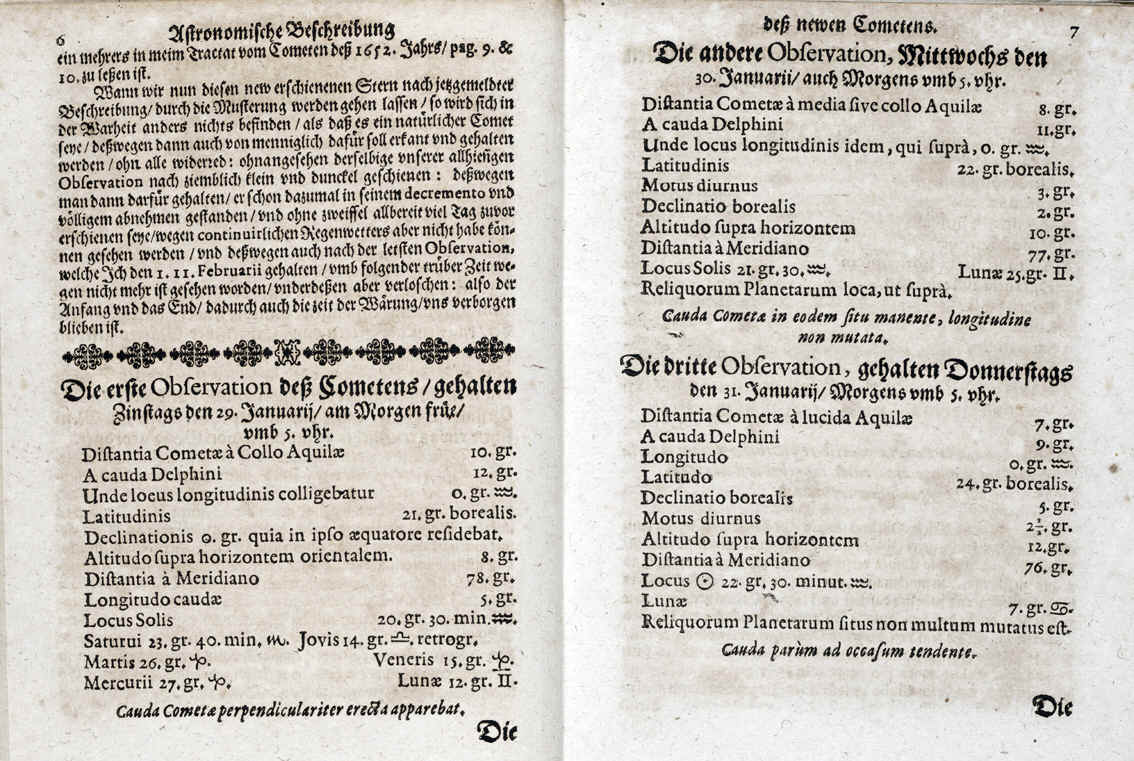 6
Astronomische Beschreibung
ein mehrers in meim Tractat vom Cometen deß 1652. Jahrs/ pag. 9. &
10. zu leßen ist.
Wann wir nun diesen new erschienenen Stern nach jetzgemeldter
Beschreibung/ durch die Musterung werden gehen lassen/ so wird sich in
der Warheit anders nichts befinden/ als daß es ein natürlicher Comet
seye/ deßwegen dann auch von menniglich dafür soll erkant vnd gehalten
werden/ ohn alle widerred: ohnangesehen derselbige vnserer allhiesigen
Observation nach ziemblich klein vnd dunckel geschienen: deßwegen
man dann darfür gehalten/ er schon dazumal in seinem decremento vnd
völligem abnehmen gestanden/ vnd ohne zweiffel allbereit viel Tag zuvor
erschienen seye/ wegen continuirlichen Regenwetters aber nicht habe kön-
nen gesehen werden/ vnd deßwegen auch nach der letsten Observation,
welche Ich den 1. 11. Februarii gehalten/ vmb folgender trüber Zeit we-
gen nicht mehr ist gesehen worden/ vnderdeßen aber verloschen: also der
Anfang vnd das End/ dadurch auch die zeit der Wärung/ vns verborgen
blieben ist.
Die erste Observation deß Cometens/ gehalten
Zinstags den 29. Januarij/ am Morgen früe/
vmb 5. vhr.
Distantia Cometæ à Collo Aquilæ 10. gr.
A cauda Delphini 12. gr.
Unde locus longitudinis colligebatur 0. gr. ♒.
Latitudinis 21. gr. borealis.
Declinationis 0. gr. quia in ipso æquatore residebat.
Altitudo supra horizontem orientalem. 8. gr.
Distantia à Meridiano 78. gr.
Longitudo caudæ 5. gr.
Locus Solis 20. gr. 30. min. ♒.
Saturui 23. gr. 40. min. ♏. Jovis 14. gr. ♎. retrogr.
Martis 26. gr. ♑. Veneris 15. gr. ♑.
Mercurii 27. gr. ♑. Lunæ 12. gr. ♊.
Cauda Cometæ perpendiculariter erecta apparebat.
Die
deß newen Cometens. 7
Die andere Observation, Mittwochs den
30. Januarii/ auch Morgens vmb 5. vhr.
Distantia Cometæ à media sive collo Aquilæ 8. gr.
A cauda Delphini 11. gr.
Unde locus longitudinis idem, qui suprà, 0. gr. ♒.
Latitudinis 22. gr. borealis.
Motus diurnus 3. gr.
Declinatio borealis 2. gr.
Altitudo supra horizontem 10. gr.
Distantia à Meridiano 77. gr.
Locus Solis 21. gr. 30. ♒. Lunæ 25. gr. ♊.
Reliquorum Planetarum loca, ut suprà.
Cauda Cometæ in eodem situ manente, longitudine
non mutata.
Die dritte Observation, gehalten Donnerstags
den 31. Januarij/ Morgens vmb 5. vhr.
Distantia Cometæ à lucida Aquilæ 7. gr.
A cauda Delphini 9. gr.
Longitudo 0. gr. ♒.
Latitudo 24. gr. borealis.
Declinatio borealis 5. gr.
Motus diurnus 2½. gr.
Altitudo supra horizontem 12. gr.
Distantia à Meridiano 76. gr.
Locus ☉ 22. gr. 30. minut. ♒.
Lunæ 7. gr. ♋.
Reliquorum Planetarum situs non multum mutatus est.
Cauda parùm ad occasum tendente.
Die